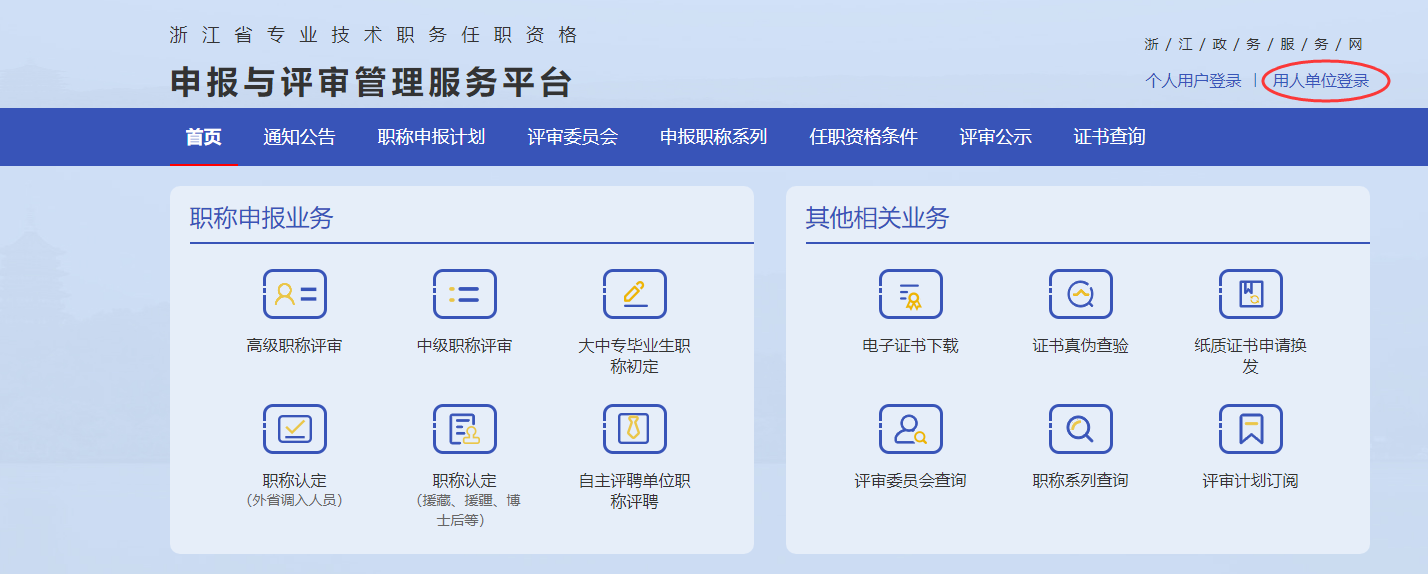 浙江省专业技术职务任职资格
申报与评审管理服务平台
浙/江/政/务/服/务/网
个人用户登录 | 用人单位登录
首页 通知公告 职称申报计划 评审委员会 申报职称系列 任职资格条件 评审公示 证书查询
职称申报业务
高级职称评审 中级职称评审 大中专毕业生职
称初定
职称认定 职称认定 自主评聘单位职
(外省调入人员) (援藏、援疆、博 称评聘
士后等)
其他相关业务
电子证书下载 证书真伪查验 纸质证书申请换
发
评审委员会查询 职称系列查询 评审计划订阅